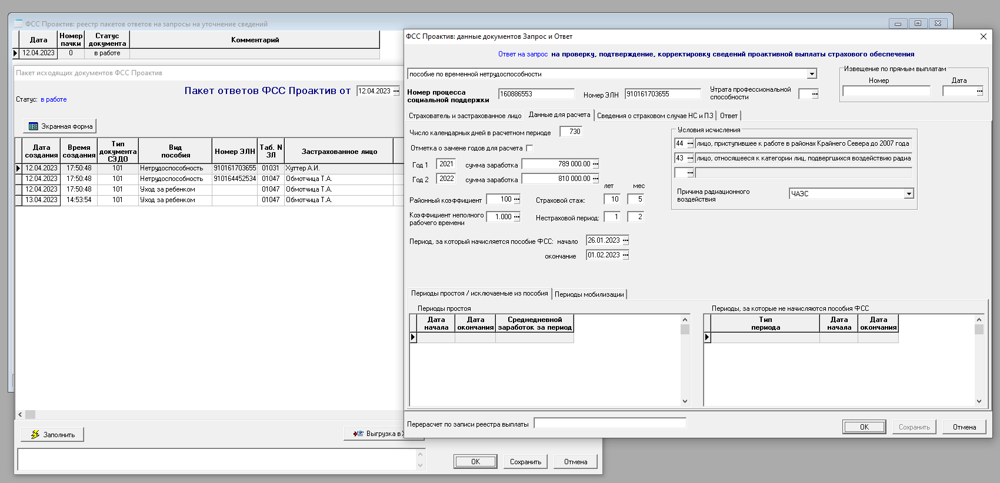 ФСС Проактив: реестр пакетов ответов на запросы на уточнение сведений
Дата Номер пачки Статус документа Комментарий
12.04.2023 0 в работе
Пакет исходящих документов ФСС Проактив
Пакет ответов ФСС Проактив от 12.04.2023
Статус: в работе
Экранная форма
Дата создания Время создания Тип документа СЭДО Вид пособия Номер ЭЛН Таб. N ЗЛ Застрахованное лицо
12.04.2023 17:50:48 101 Нетрудоспособность 910161703655 01031 Хуттер А.И.
12.04.2023 17:50:48 101 Нетрудоспособность 910164452534 01047 Обмотчица Т.А.
12.04.2023 17:50:48 101 Уход за ребенком 01047 Обмотчица Т.А.
13.04.2023 14:53:54 101 Уход за ребенком 01047 Обмотчица Т.А.
Заполнить
Выгрузка в
OK Сохранить Отмена
ФСС Проактив: данные документов Запрос и Ответ
Ответ на запрос на проверку, подтверждение, корректировку сведений проактивной выплаты страхового обеспечения
пособие по временной нетрудоспособности
Извещение по прямым выплатам
Номер Дата
Номер процесса социальной поддержки 160886553
Номер ЭЛН 910161703655
Утрата профессиональной способности
Страхователь и застрахованное лицо Данные для расчета Сведения о страховом случае НС и ПЗ Ответ
Число календарных дней в расчетном периоде 730
Отметка о замене годов для расчета
Год 1 2021 сумма заработка 789 000.00
Год 2 2022 сумма заработка 810 000.00
лет мес
Районный коэффициент 100 Страховой стаж: 10 5
Коэффициент неполного рабочего времени 1.000 Нестраховой период: 1 2
Период, за который начисляется пособие ФСС: начало 26.01.2023
окончание 01.02.2023
Условия исчисления
44 лицо, приступившее к работе в районах Крайнего Севера до 2007 года
43 лицо, относящееся к категории лиц, подвергшихся воздействию радиа
Причина радиационного воздействия ЧАЭС
Периоды простоя / исключаемые из пособия Периоды мобилизации
Периоды простоя
Дата начала Дата окончания Среднедневной заработок за период
Периоды, за которые не начисляются пособия ФСС
Тип периода Дата начала Дата окончания
Перерасчет по записи реестра выплаты
OK Сохранить Отмена